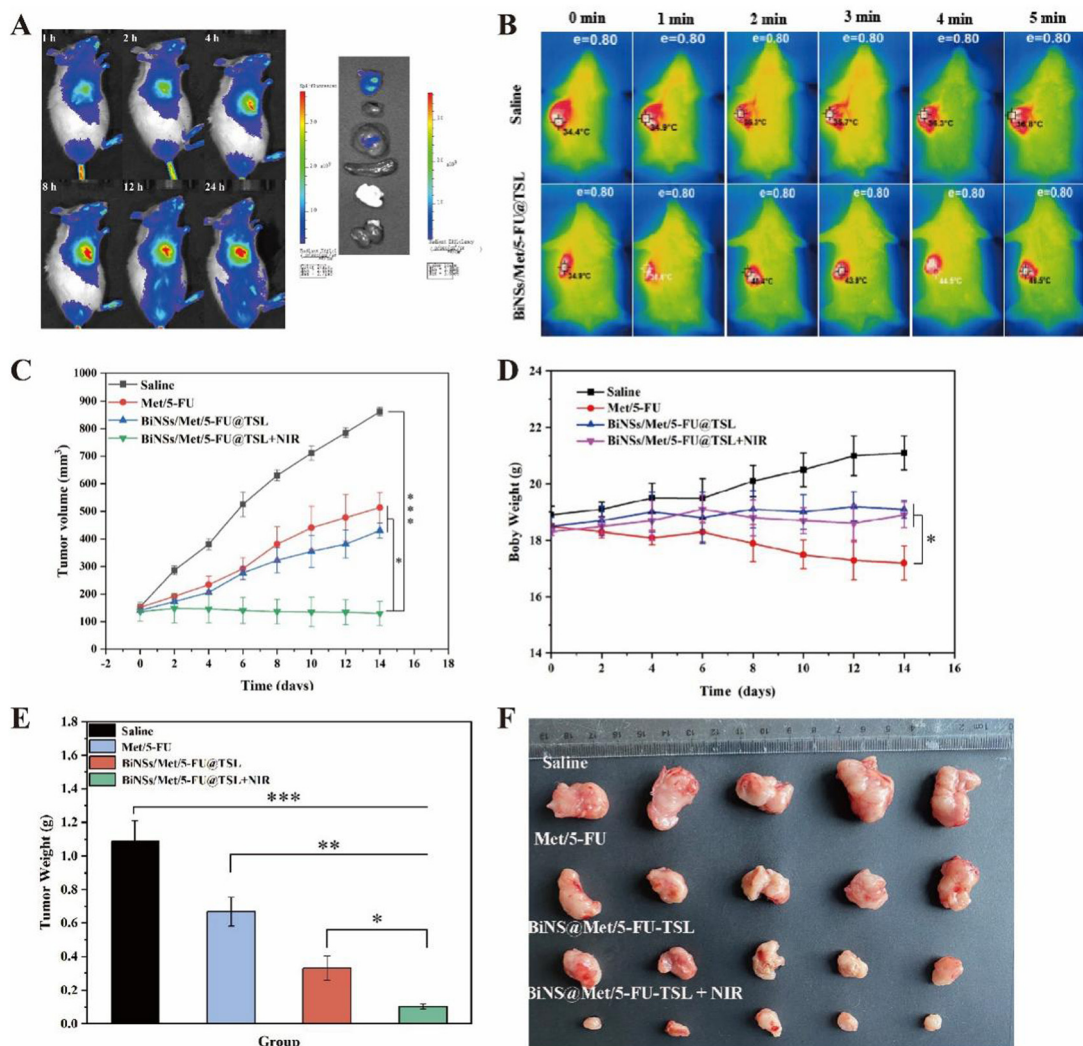 A
1 h
2 h
4 h
8 h
12 h
24 h
B
0 min
1 min
2 min
3 min
4 min
5 min
Saline
e=0.80
e=0.80
e=0.80
e=0.80
e=0.80
e=0.80
34.4°C
34.9°C
BiNSs/Met/5-FU@TSL
e=0.80
e=0.80
e=0.80
e=0.80
e=0.80
e=0.80
34.9°C
43.9°C
44.5°C
C
Saline
Met/5-FU
BiNSs/Met/5-FU@TSL
BiNSs/Met/5-FU@TSL+NIR
Tumor volume (mm3)
1000
900
800
700
600
500
400
300
200
100
0
-2
0
2
4
6
8
10
12
14
16
18
Time (days)
***
*
D
Saline
Met/5-FU
BiNSs/Met/5-FU@TSL
BiNSs/Met/5-FU@TSL+NIR
Boby Weight (g)
24
22
20
18
16
14
0
2
4
6
8
10
12
14
16
Time (days)
*
E
Saline
Met/5-FU
BiNSs/Met/5-FU@TSL
BiNSs/Met/5-FU@TSL+NIR
Tumor Weight (g)
1.8
1.6
1.4
1.2
1.0
0.8
0.6
0.4
0.2
0.0
***
**
*
Group
F
Saline
Met/5-FU
BiNS@Met/5-FU-TSL
BiNS@Met/5-FU-TSL + NIR